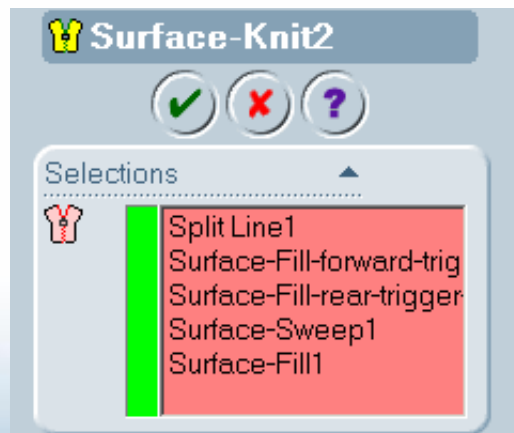 Surface-Knit2
?
Selections
Split Line1
Surface-Fill-forward-trig
Surface-Fill-rear-trigger-
Surface-Sweep1
Surface-Fill1